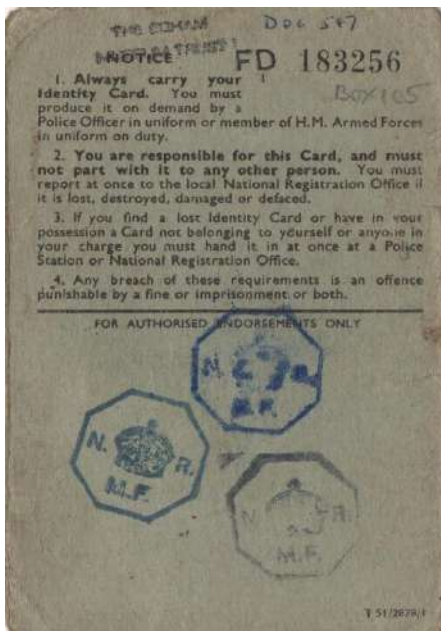 THE
Doc 547
NOTICE
FD 183256
Box 105
1. Always carry your
Identity Card. You must
produce it on demand by a
Police Officer in uniform or member of H.M. Armed Forces
in uniform on duty.
2. You are responsible for this Card, and must
not part with it to any other person. You must
report at once to the local National Registration Office if
it is lost, destroyed, damaged or defaced.
3. If you find a lost Identity Card or have in your
possession a Card not belonging to yourself or anyone in
your charge you must hand it in at once at a Police
Station or National Registration Office.
4. Any breach of these requirements is an offence
punishable by a fine or imprisonment or both.
FOR AUTHORISED ENDORSEMENTS ONLY
N. R.
M.F.
N. R.
M.F.
N R.
M.F.
T 51/2879/1